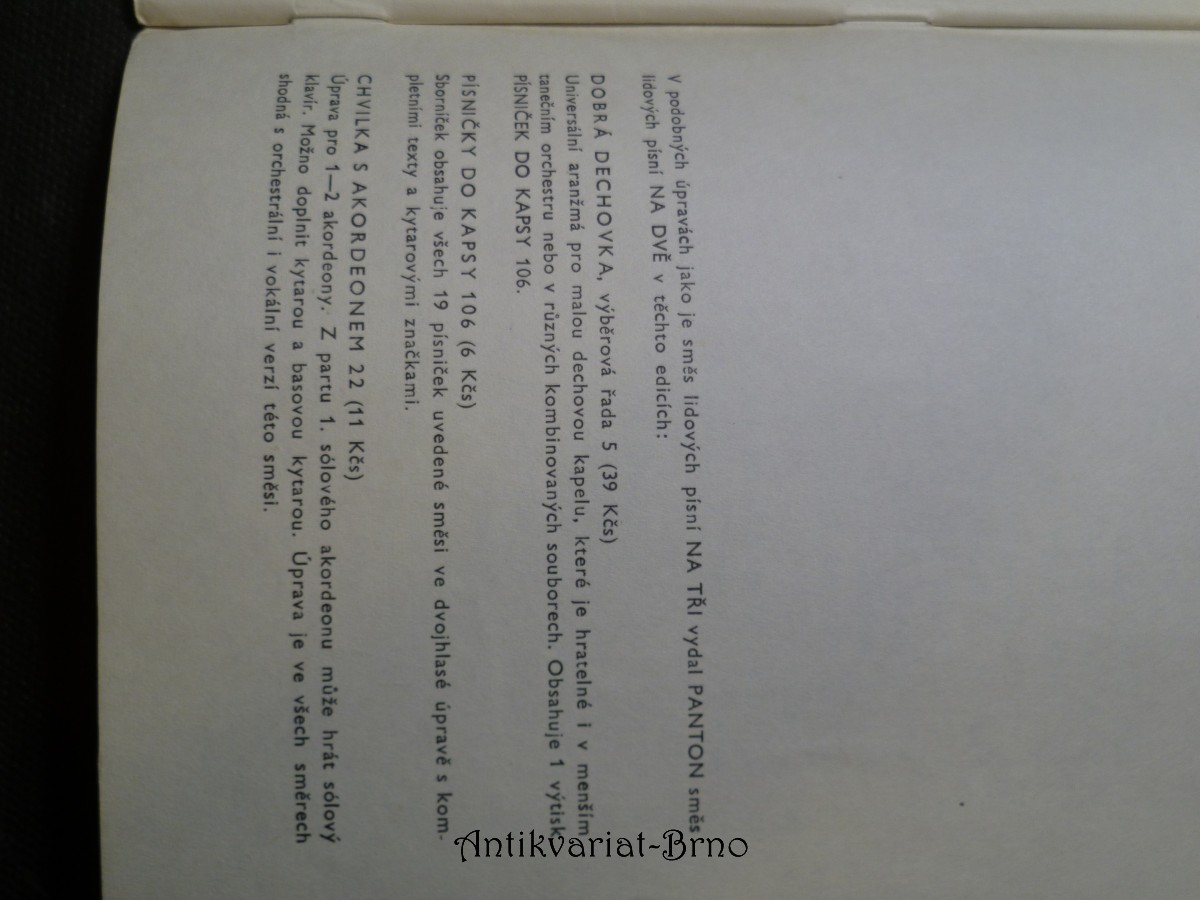 V podobných úpravách jako je směs lidových písní NA TŘI vydal PANTON směs
lidových písní NA DVĚ v těchto edicích:
DOBRÁ DECHOVKA, výběrová řada 5 (39 Kčs)
Universální aranžmá pro malou dechovou kapelu, které je hratelné i v menším
tanečním orchestru nebo v různých kombinovaných souborech. Obsahuje 1 výtisk
PÍSNIČEK DO KAPSY 106.
PÍSNIČKY DO KAPSY 106 (6 Kčs)
Sborníček obsahuje všech 19 písniček uvedené směsi ve dvojhlasé úpravě s kom-
pletními texty a kytarovými značkami.
CHVILKA S AKORDEONEM 22 (11 Kčs)
Úprava pro 1—2 akordeony. Z partu 1. sólového akordeonu může hrát sólový
klavír. Možno doplnit kytarou a basovou kytarou. Úprava je ve všech směrech
shodná s orchestrální i vokální verzí této směsi.
Antikvariat-Brno